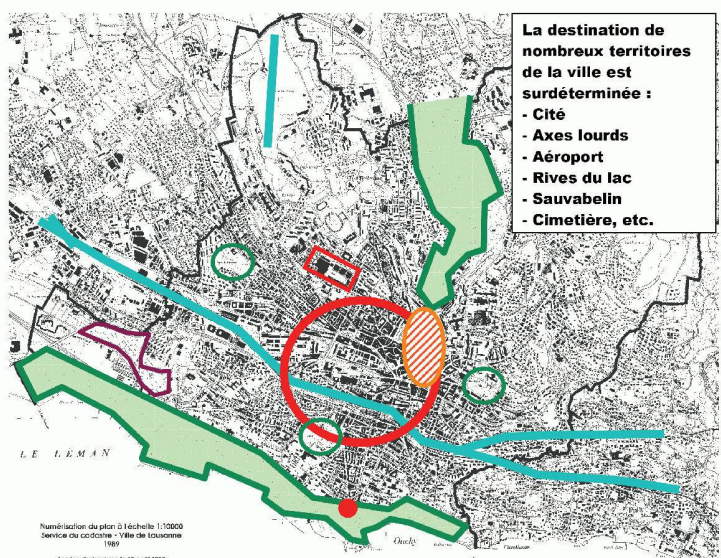 La destination de
nombreux territoires
de la ville est
surdéterminée :
- Cité
- Axes lourds
- Aéroport
- Rives du lac
- Sauvabelin
- Cimetière, etc.
LE LÉMAN
Numérisation du plan à l'échelle 1:10000
Service du cadastre - Ville de Lausanne
1989
Ouchy